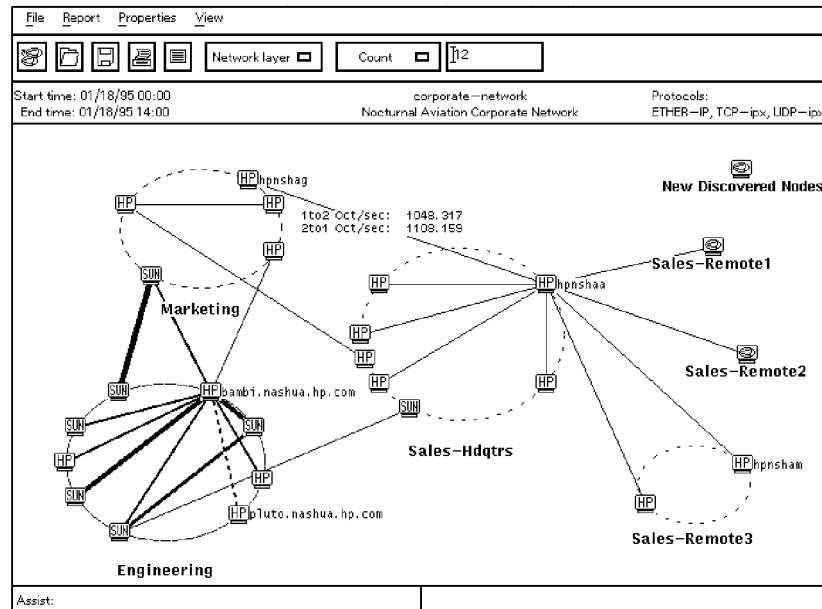 File Report Properties View
Network layer Count 12
Start time: 01/18/95 00:00 corporate-network Protocols:
End time: 01/18/95 14:00 Nocturnal Aviation Corporate Network ETHER-IP, TCP-ipx, UDP-ipx
New Discovered Nodes
HP hpnshag
HP HP
1to2 Oct/sec: 1048.317
2to1 Oct/sec: 1108.159
HP
Sales-Remote1
SUN HP HP hpnshaa
Marketing
HP
HP
Sales-Remote2
SUN HP bambi.nashua.hp.com HP HP
SUN
SUN SUN
Sales-Hdqtrs
HP HP hpnsham
HP
SUN HP
HP pluto.nashua.hp.com
SUN
Sales-Remote3
Engineering
Assist: